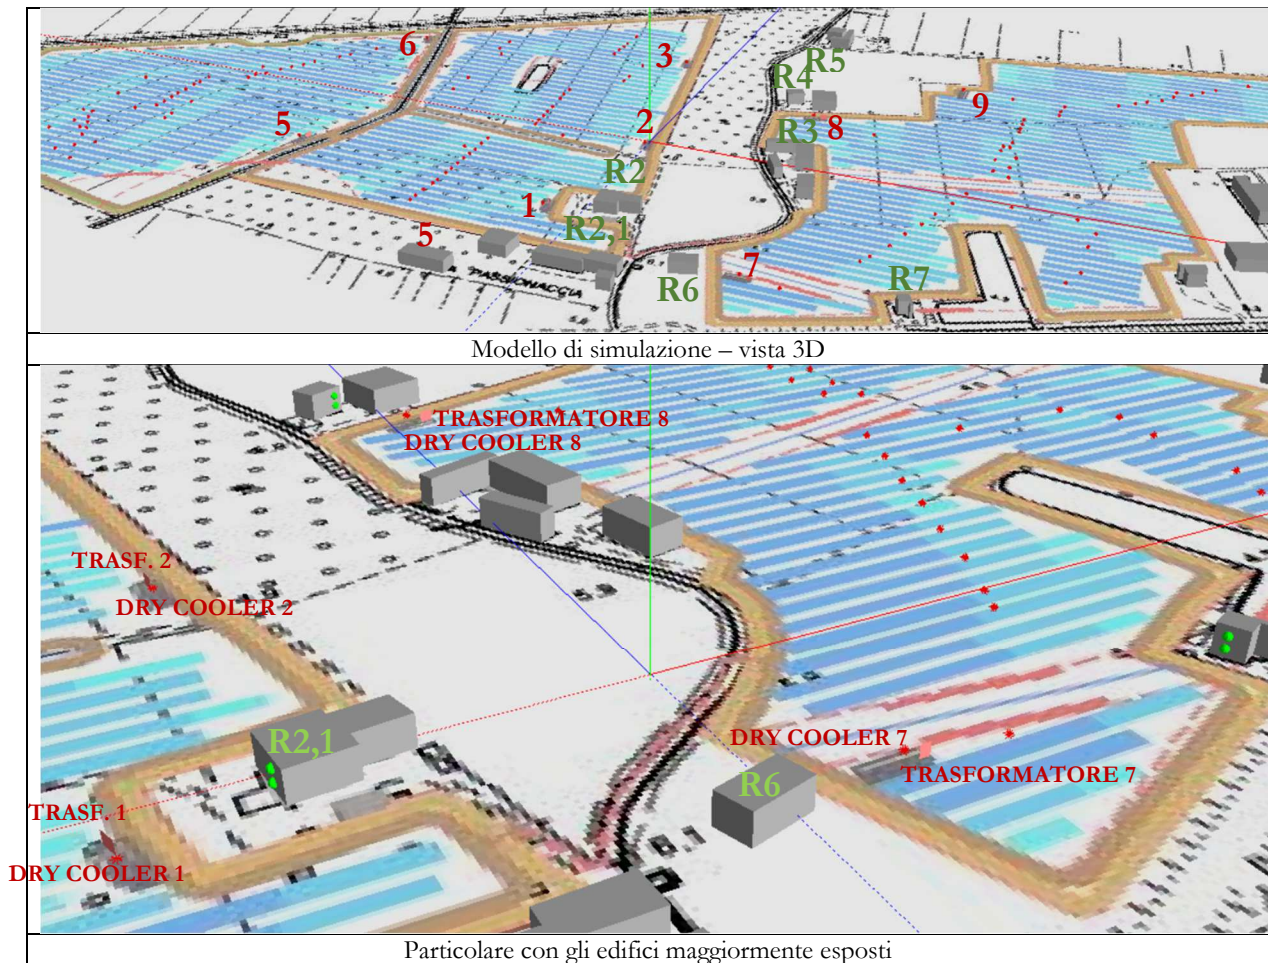 6
3
R5
R4
9
5
2
8
R3
R2
1
R2,1
5
PASSIONACCIA
7
R6
R7
Modello di simulazione – vista 3D
TRASFORMATORE 8
DRY COOLER 8
TRASF. 2
DRY COOLER 2
R2,1
DRY COOLER 7
TRASFORMATORE 7
R6
TRASF. 1
DRY COOLER 1
Particolare con gli edifici maggiormente esposti